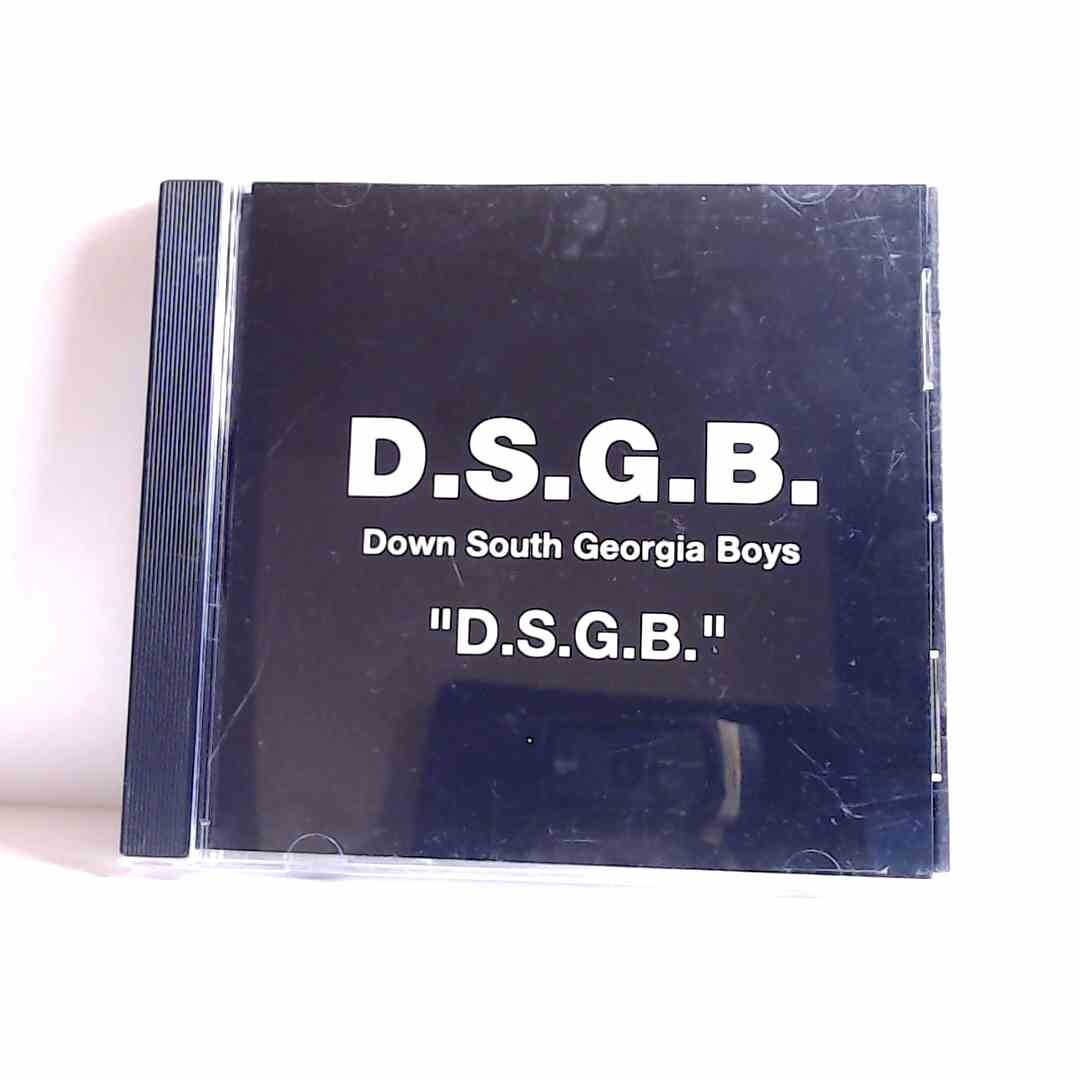 D.S.G.B.
Down South Georgia Boys
"D.S.G.B."